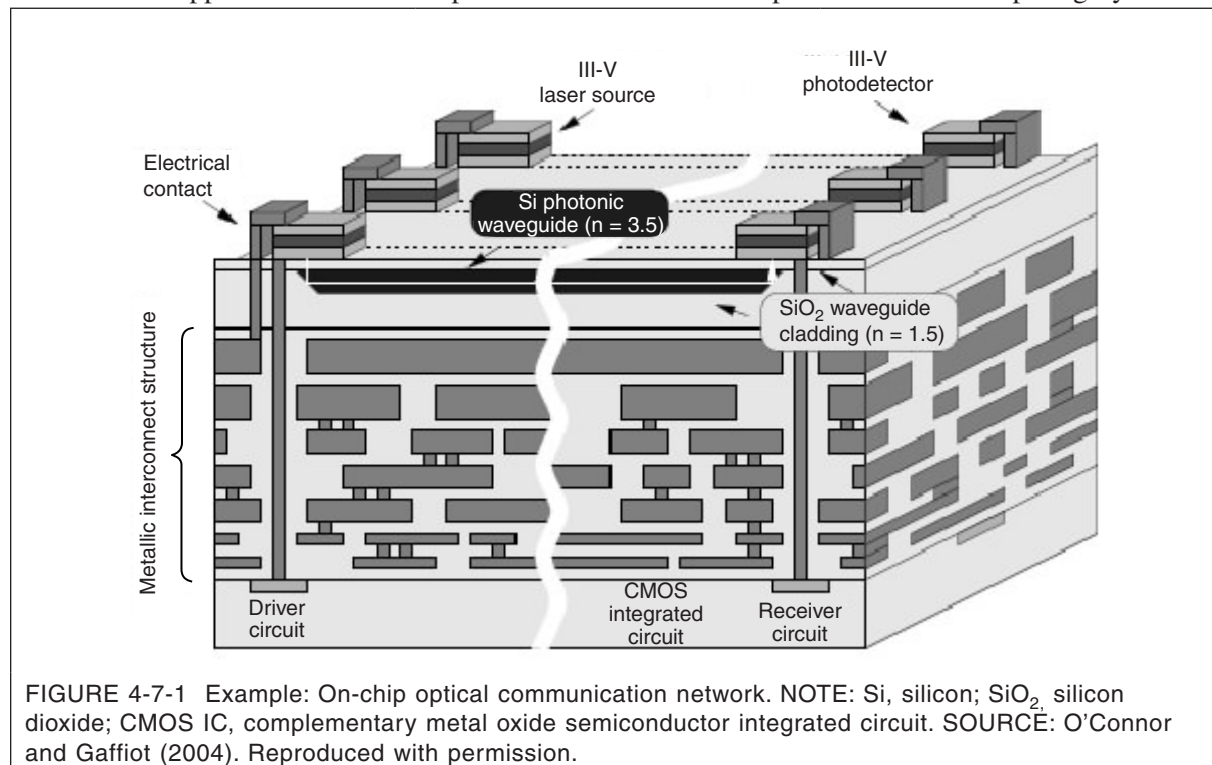 III-V
laser source
III-V
photodetector
Electrical
contact
Si photonic
waveguide (n = 3.5)
SiO2 waveguide
cladding (n = 1.5)
Metallic interconnect structure
Driver
circuit
CMOS
integrated
circuit
Receiver
circuit
FIGURE 4-7-1 Example: On-chip optical communication network. NOTE: Si, silicon; SiO2, silicon
dioxide; CMOS IC, complementary metal oxide semiconductor integrated circuit. SOURCE: O'Connor
and Gaffiot (2004). Reproduced with permission.